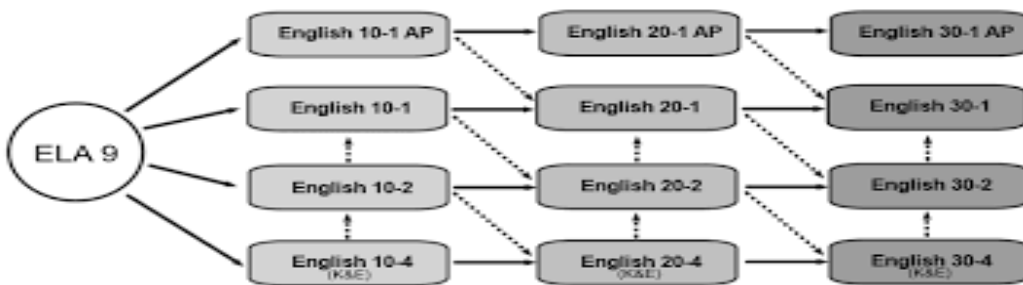 English 10-1 AP
English 20-1 AP
English 30-1 AP
English 10-1
English 20-1
English 30-1
ELA 9
English 10-2
English 20-2
English 30-2
English 10-4
(K&E)
English 20-4
(K&E)
English 30-4
(K&E)